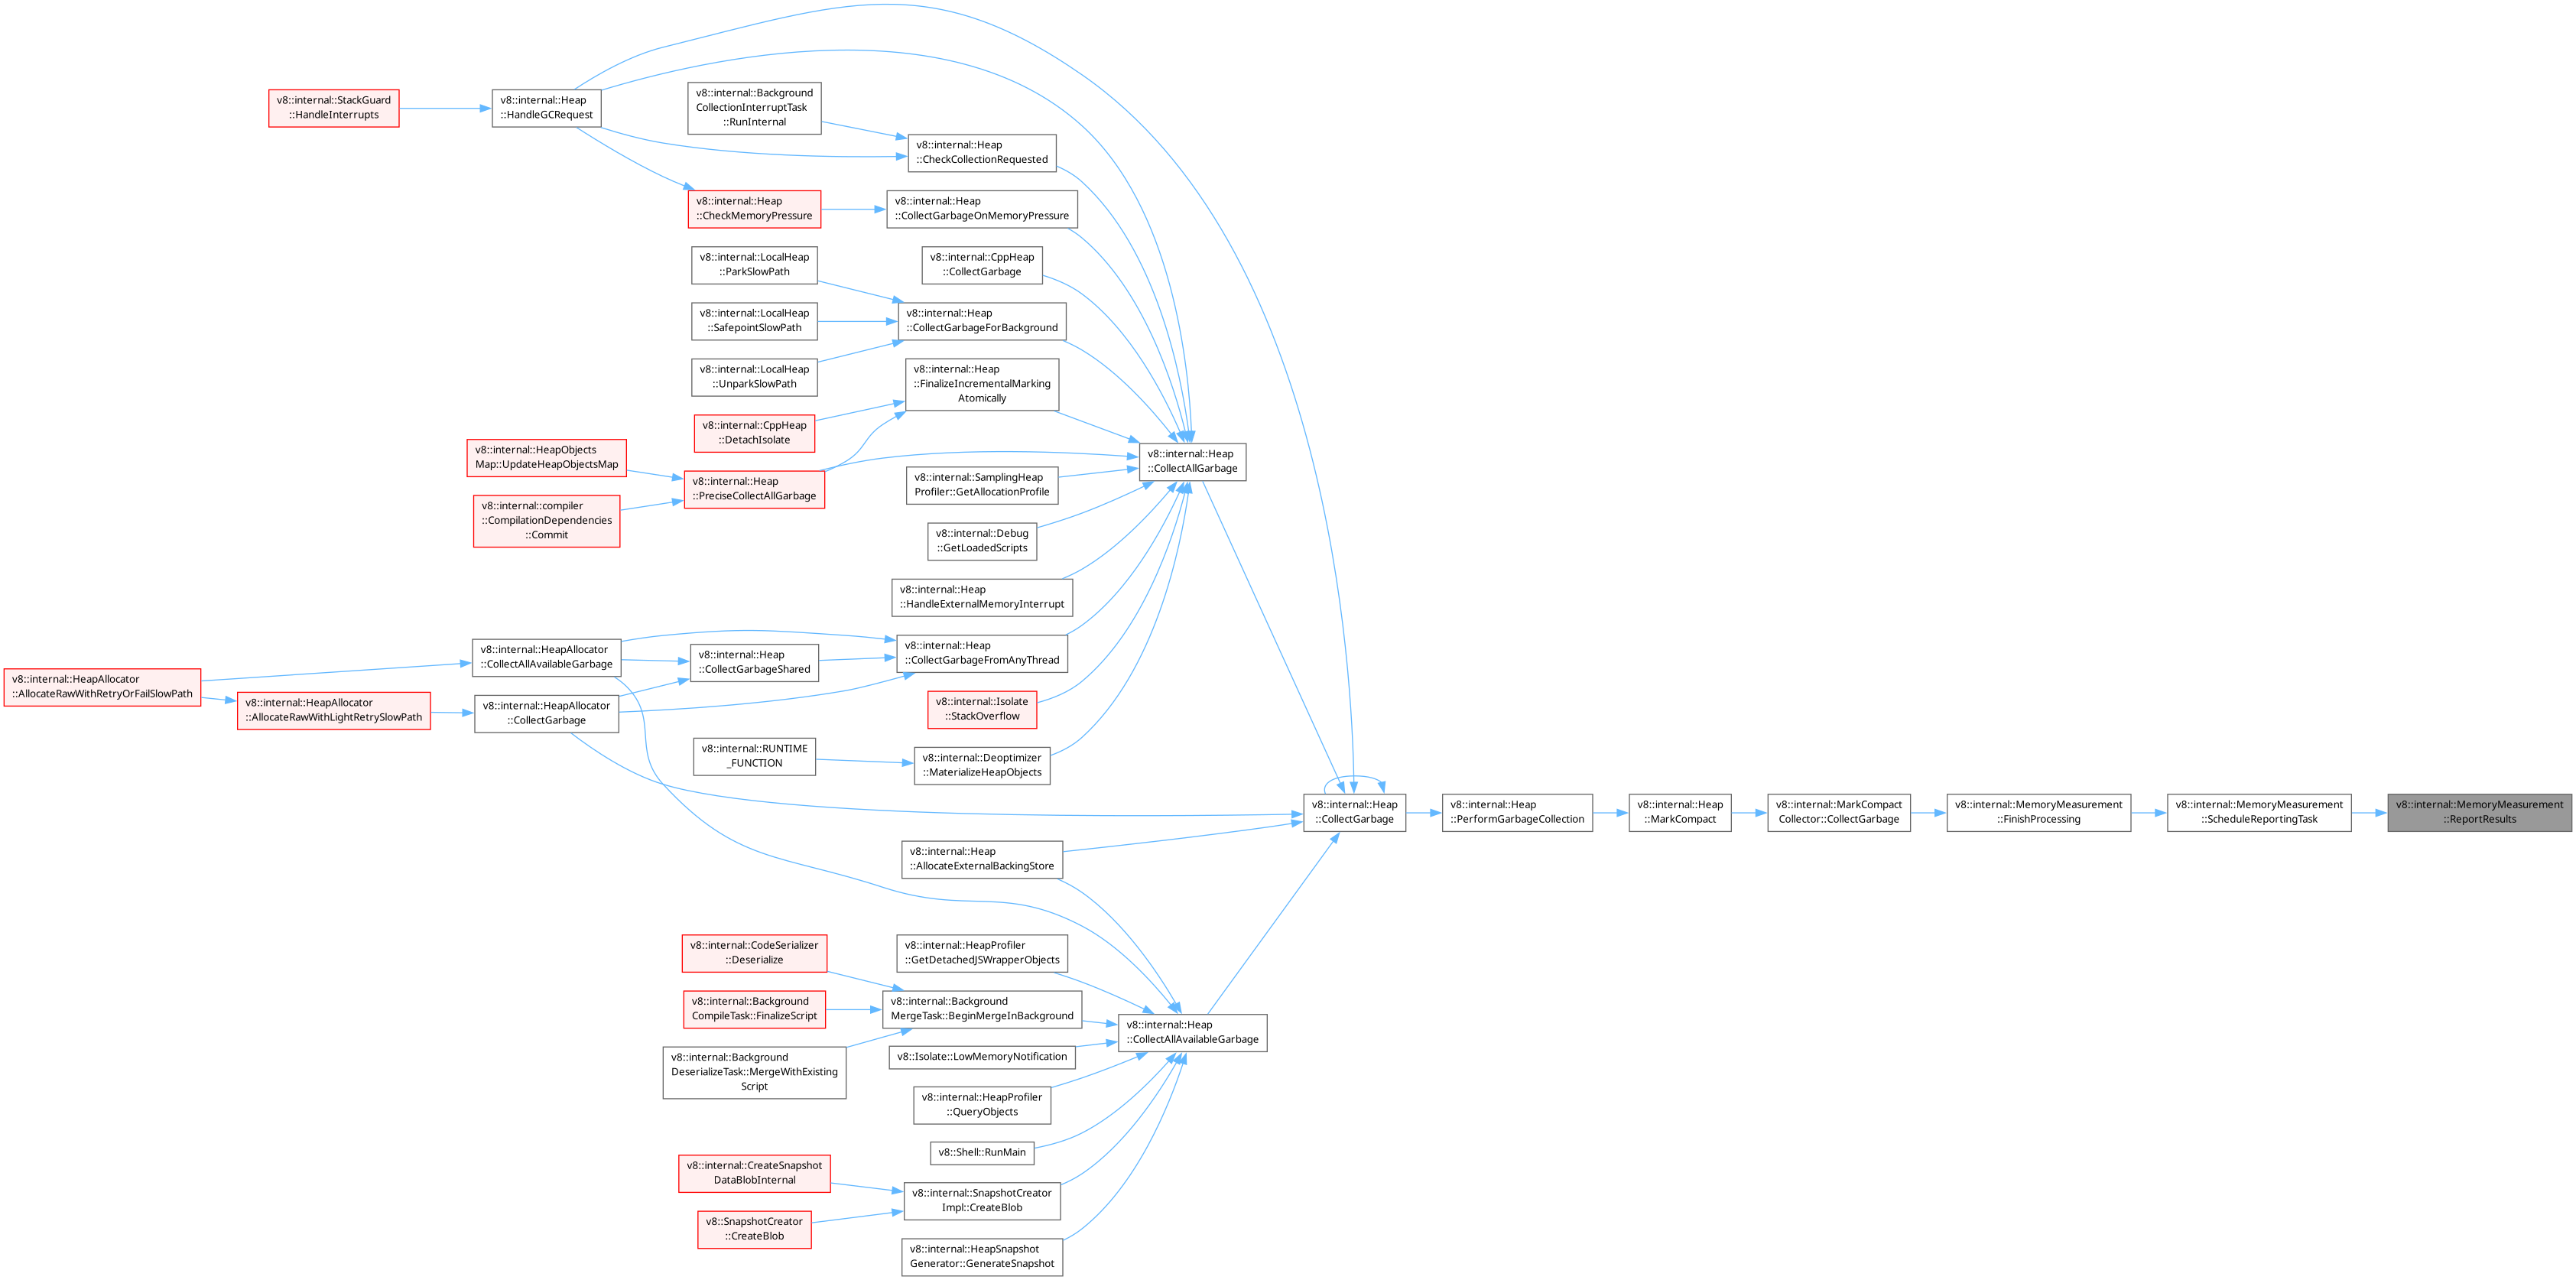 v8::internal::StackGuard
::HandleInterrupts
v8::internal::Heap
::HandleGCRequest
v8::internal::Background
CollectionInterruptTask
::RunInternal
v8::internal::Heap
::CheckCollectionRequested
v8::internal::Heap
::CheckMemoryPressure
v8::internal::Heap
::CollectGarbageOnMemoryPressure
v8::internal::LocalHeap
::ParkSlowPath
v8::internal::CppHeap
::CollectGarbage
v8::internal::LocalHeap
::SafepointSlowPath
v8::internal::Heap
::CollectGarbageForBackground
v8::internal::LocalHeap
::UnparkSlowPath
v8::internal::Heap
::FinalizeIncrementalMarking
Atomically
v8::internal::CppHeap
::DetachIsolate
v8::internal::HeapObjects
Map::UpdateHeapObjectsMap
v8::internal::Heap
::CollectAllGarbage
v8::internal::Heap
::PreciseCollectAllGarbage
v8::internal::SamplingHeap
Profiler::GetAllocationProfile
v8::internal::compiler
::CompilationDependencies
::Commit
v8::internal::Debug
::GetLoadedScripts
v8::internal::Heap
::HandleExternalMemoryInterrupt
v8::internal::HeapAllocator
::CollectAllAvailableGarbage
v8::internal::Heap
::CollectGarbageShared
v8::internal::Heap
::CollectGarbageFromAnyThread
v8::internal::HeapAllocator
::AllocateRawWithRetryOrFailSlowPath
v8::internal::HeapAllocator
::AllocateRawWithLightRetrySlowPath
v8::internal::HeapAllocator
::CollectGarbage
v8::internal::Isolate
::StackOverflow
v8::internal::RUNTIME
_FUNCTION
v8::internal::Deoptimizer
::MaterializeHeapObjects
v8::internal::Heap
::CollectGarbage
v8::internal::Heap
::PerformGarbageCollection
v8::internal::Heap
::MarkCompact
v8::internal::MarkCompact
Collector::CollectGarbage
v8::internal::MemoryMeasurement
::FinishProcessing
v8::internal::MemoryMeasurement
::ScheduleReportingTask
v8::internal::MemoryMeasurement
::ReportResults
v8::internal::Heap
::AllocateExternalBackingStore
v8::internal::CodeSerializer
::Deserialize
v8::internal::HeapProfiler
::GetDetachedJSWrapperObjects
v8::internal::Background
CompileTask::FinalizeScript
v8::internal::Background
MergeTask::BeginMergeInBackground
v8::internal::Heap
::CollectAllAvailableGarbage
v8::internal::Background
DeserializeTask::MergeWithExisting
Script
v8::Isolate::LowMemoryNotification
v8::internal::HeapProfiler
::QueryObjects
v8::Shell::RunMain
v8::internal::CreateSnapshot
DataBlobInternal
v8::internal::SnapshotCreator
Impl::CreateBlob
v8::SnapshotCreator
::CreateBlob
v8::internal::HeapSnapshot
Generator::GenerateSnapshot